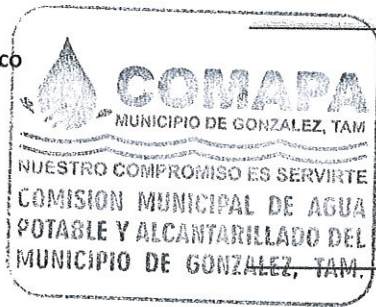 CO
COMAPA
MUNICIPIO DE GONZALEZ, TAM
NUESTRO COMPROMISO ES SERVIRTE
COMISION MUNICIPAL DE AGUA
POTABLE Y ALCANTARILLADO DEL
MUNICIPIO DE GONZALEZ, TAM.